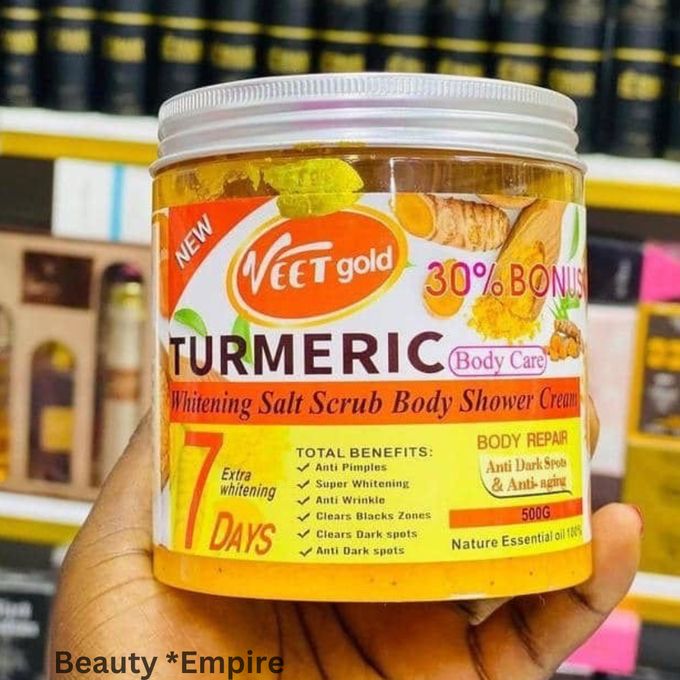 NEW
VEET gold
30% BONUS
TURMERIC
Body Care
Whitening Salt Scrub Body Shower Cream
7
Extra
whitening
DAYS
TOTAL BENEFITS:
Anti Pimples
Super Whitening
Anti Wrinkle
Clears Blacks Zones
Clears Dark spots
Anti Dark spots
BODY REPAIR
Anti Dark Spots
& Anti-aging
500G
Nature Essential oil 100%
Beauty *Empire